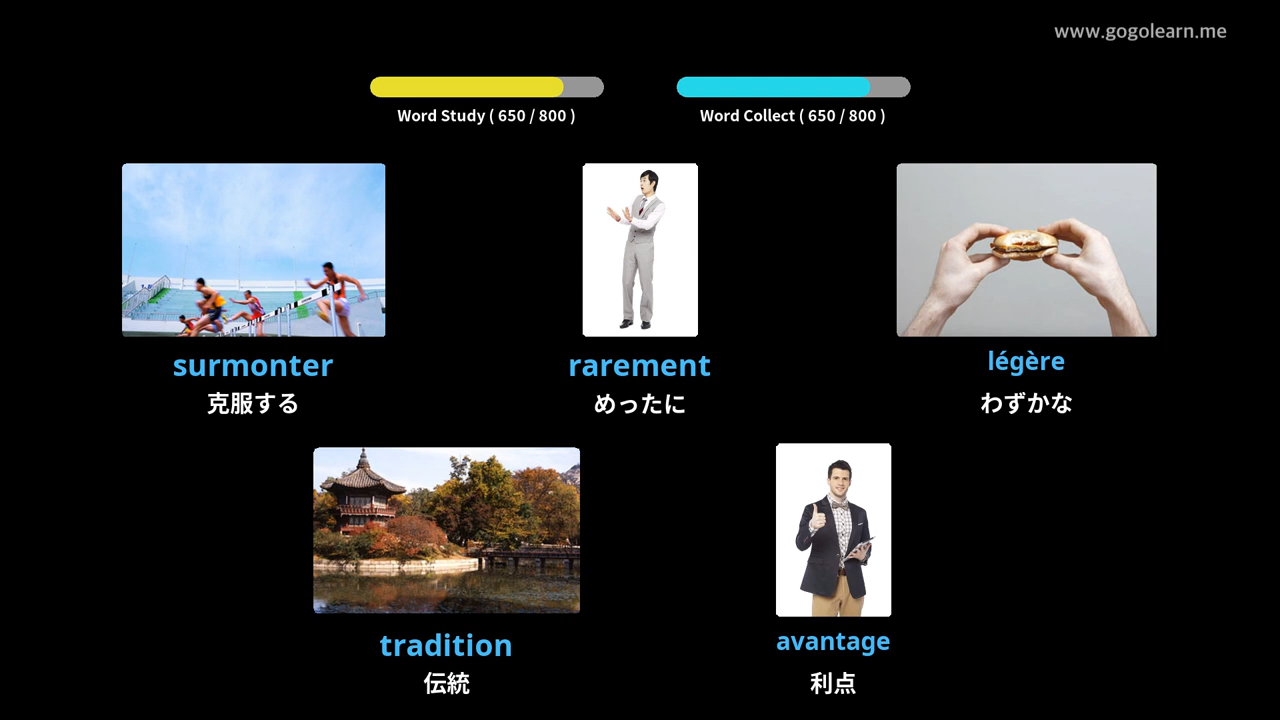 www.gogolearn.me
Word Study ( 650 / 800 )
Word Collect ( 650 / 800 )
surmonter
克服する
rarement
めったに
légère
わずかな
tradition
伝統
avantage
利点